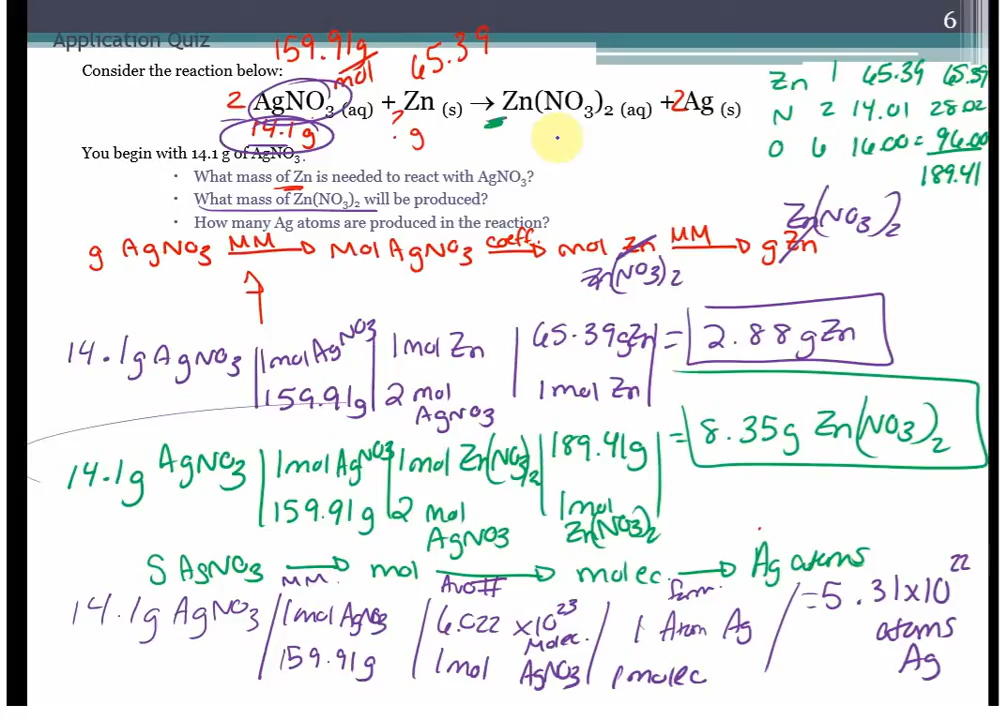 6
Application Quiz
159.91g
mol
65.39
Consider the reaction below:
2 AgNO3 (aq) + Zn (s) → Zn(NO3)2 (aq) + 2Ag (s)
14.1 g
? g
Zn 1 65.39 65.39
N 2 14.01 28.02
O 6 16.00 = 96.00
189.41
You begin with 14.1 g of AgNO3.
• What mass of Zn is needed to react with AgNO3?
• What mass of Zn(NO3)2 will be produced?
• How many Ag atoms are produced in the reaction?
Zn(NO3)2
g AgNO3 MM → Mol AgNO3 coeff. → mol Zn MM → g Zn
Zn(NO3)2
14.1g AgNO3 | 1mol AgNO3 | 1mol Zn | 65.39gZn | = 2.88 gZn
159.91g | 2 mol AgNO3 | 1mol Zn
14.1g AgNO3 | 1mol AgNO3 | 1mol Zn(NO3)2 | 189.41g | = 8.35g Zn(NO3)2
159.91g | 2 mol AgNO3 | 1mol Zn(NO3)2
AgNO3 → mol → molec. → Ag atoms
MM. Avo# Form.
14.1g AgNO3 / 1mol AgNO3 / 6.022 x10^23 Molec. / 1 Atom Ag / = 5.31x10^22
159.91g / 1mol AgNO3 / 1molec
atoms
Ag